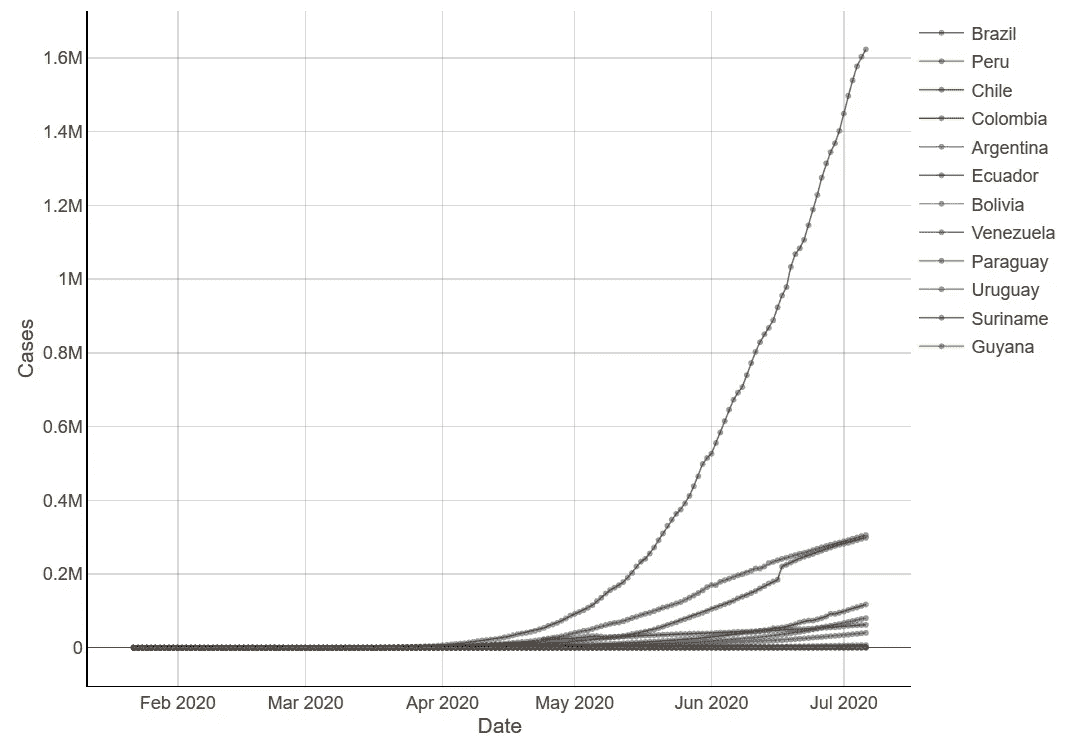 1.6M
1.4M
1.2M
1M
0.8M
0.6M
0.4M
0.2M
0
Cases
Feb 2020 Mar 2020 Apr 2020 May 2020 Jun 2020 Jul 2020
Date
Brazil
Peru
Chile
Colombia
Argentina
Ecuador
Bolivia
Venezuela
Paraguay
Uruguay
Suriname
Guyana